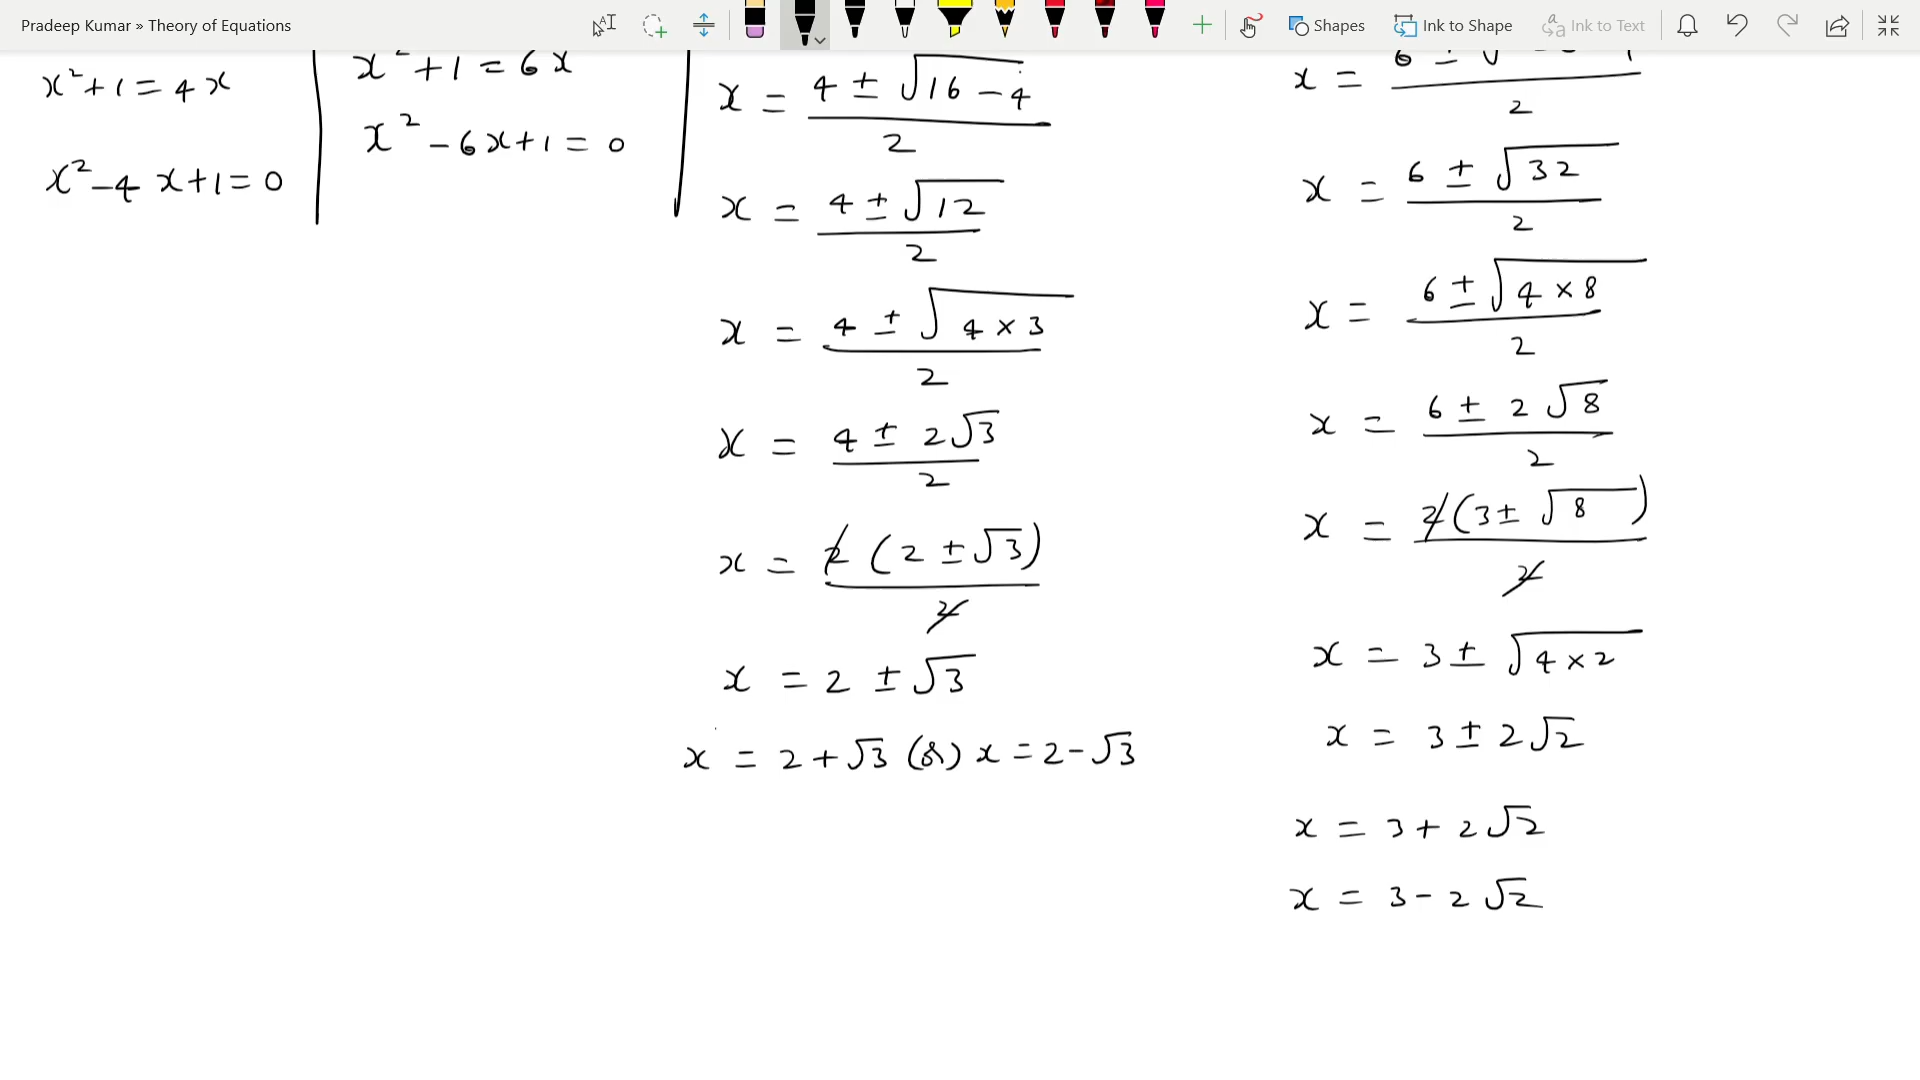 Pradeep Kumar » Theory of Equations
Shapes
Ink to Shape
Ink to Text
x²+1=4x
x²-4x+1=0
x²+1=6x
x²-6x+1=0
x = (4 ± √(16-4))/2
x = (4 ± √12)/2
x = (4 ± √(4×3))/2
x = (4 ± 2√3)/2
x = 2(2 ± √3)/2
x = 2 ± √3
x = 2+√3 (or) x = 2-√3
x = 6 ± √ /2
x = (6 ± √32)/2
x = (6 ± √(4×8))/2
x = (6 ± 2√8)/2
x = 2(3 ± √8)/2
x = 3 ± √(4×2)
x = 3 ± 2√2
x = 3 + 2√2
x = 3 - 2√2